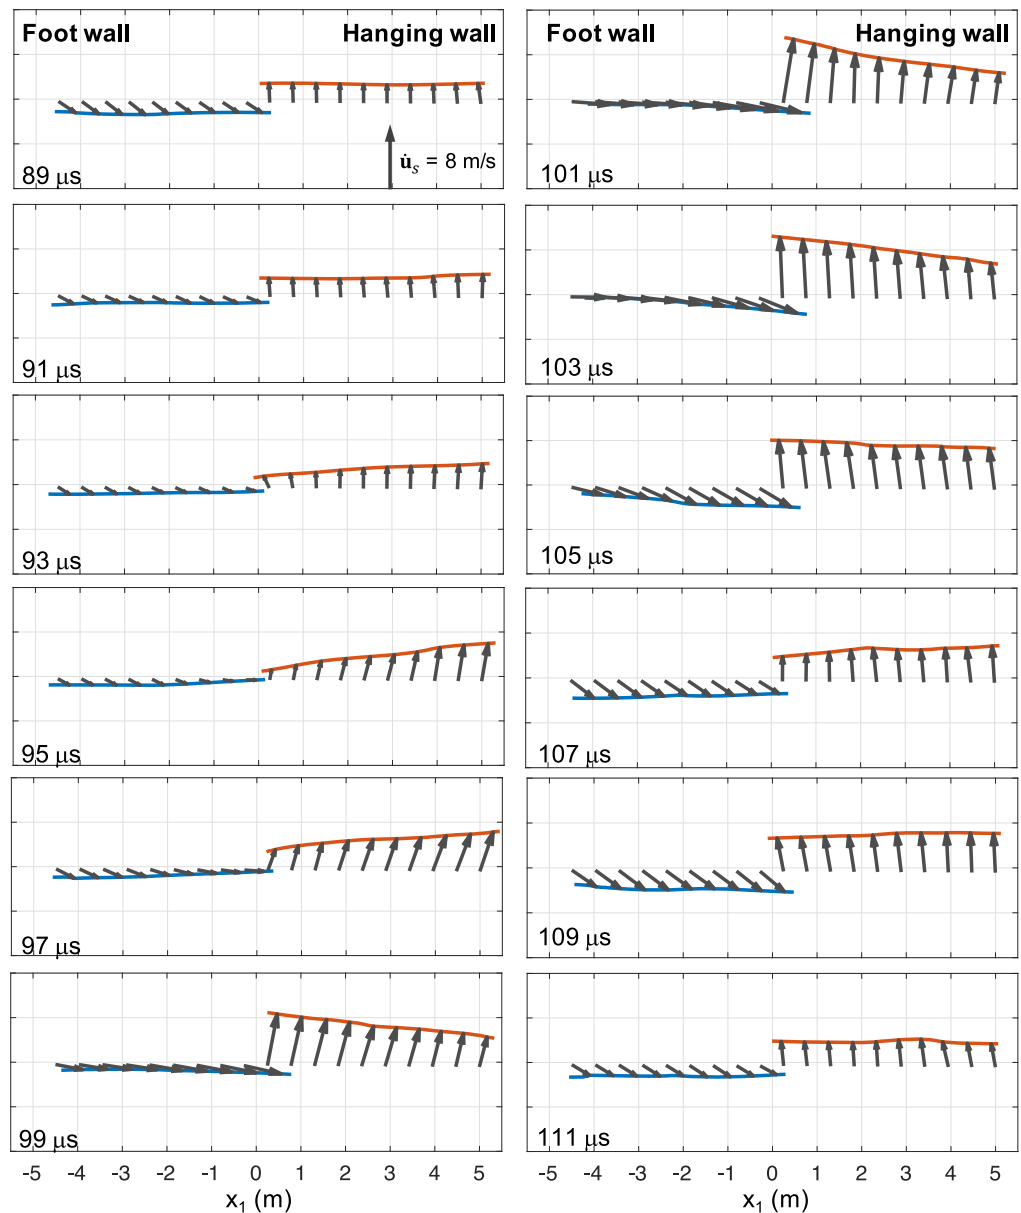 Foot wall Hanging wall
u̇ₛ = 8 m/s
89 μs
91 μs
93 μs
95 μs
97 μs
99 μs
-5 -4 -3 -2 -1 0 1 2 3 4 5
x₁ (m)
Foot wall Hanging wall
101 μs
103 μs
105 μs
107 μs
109 μs
111 μs
-5 -4 -3 -2 -1 0 1 2 3 4 5
x₁ (m)